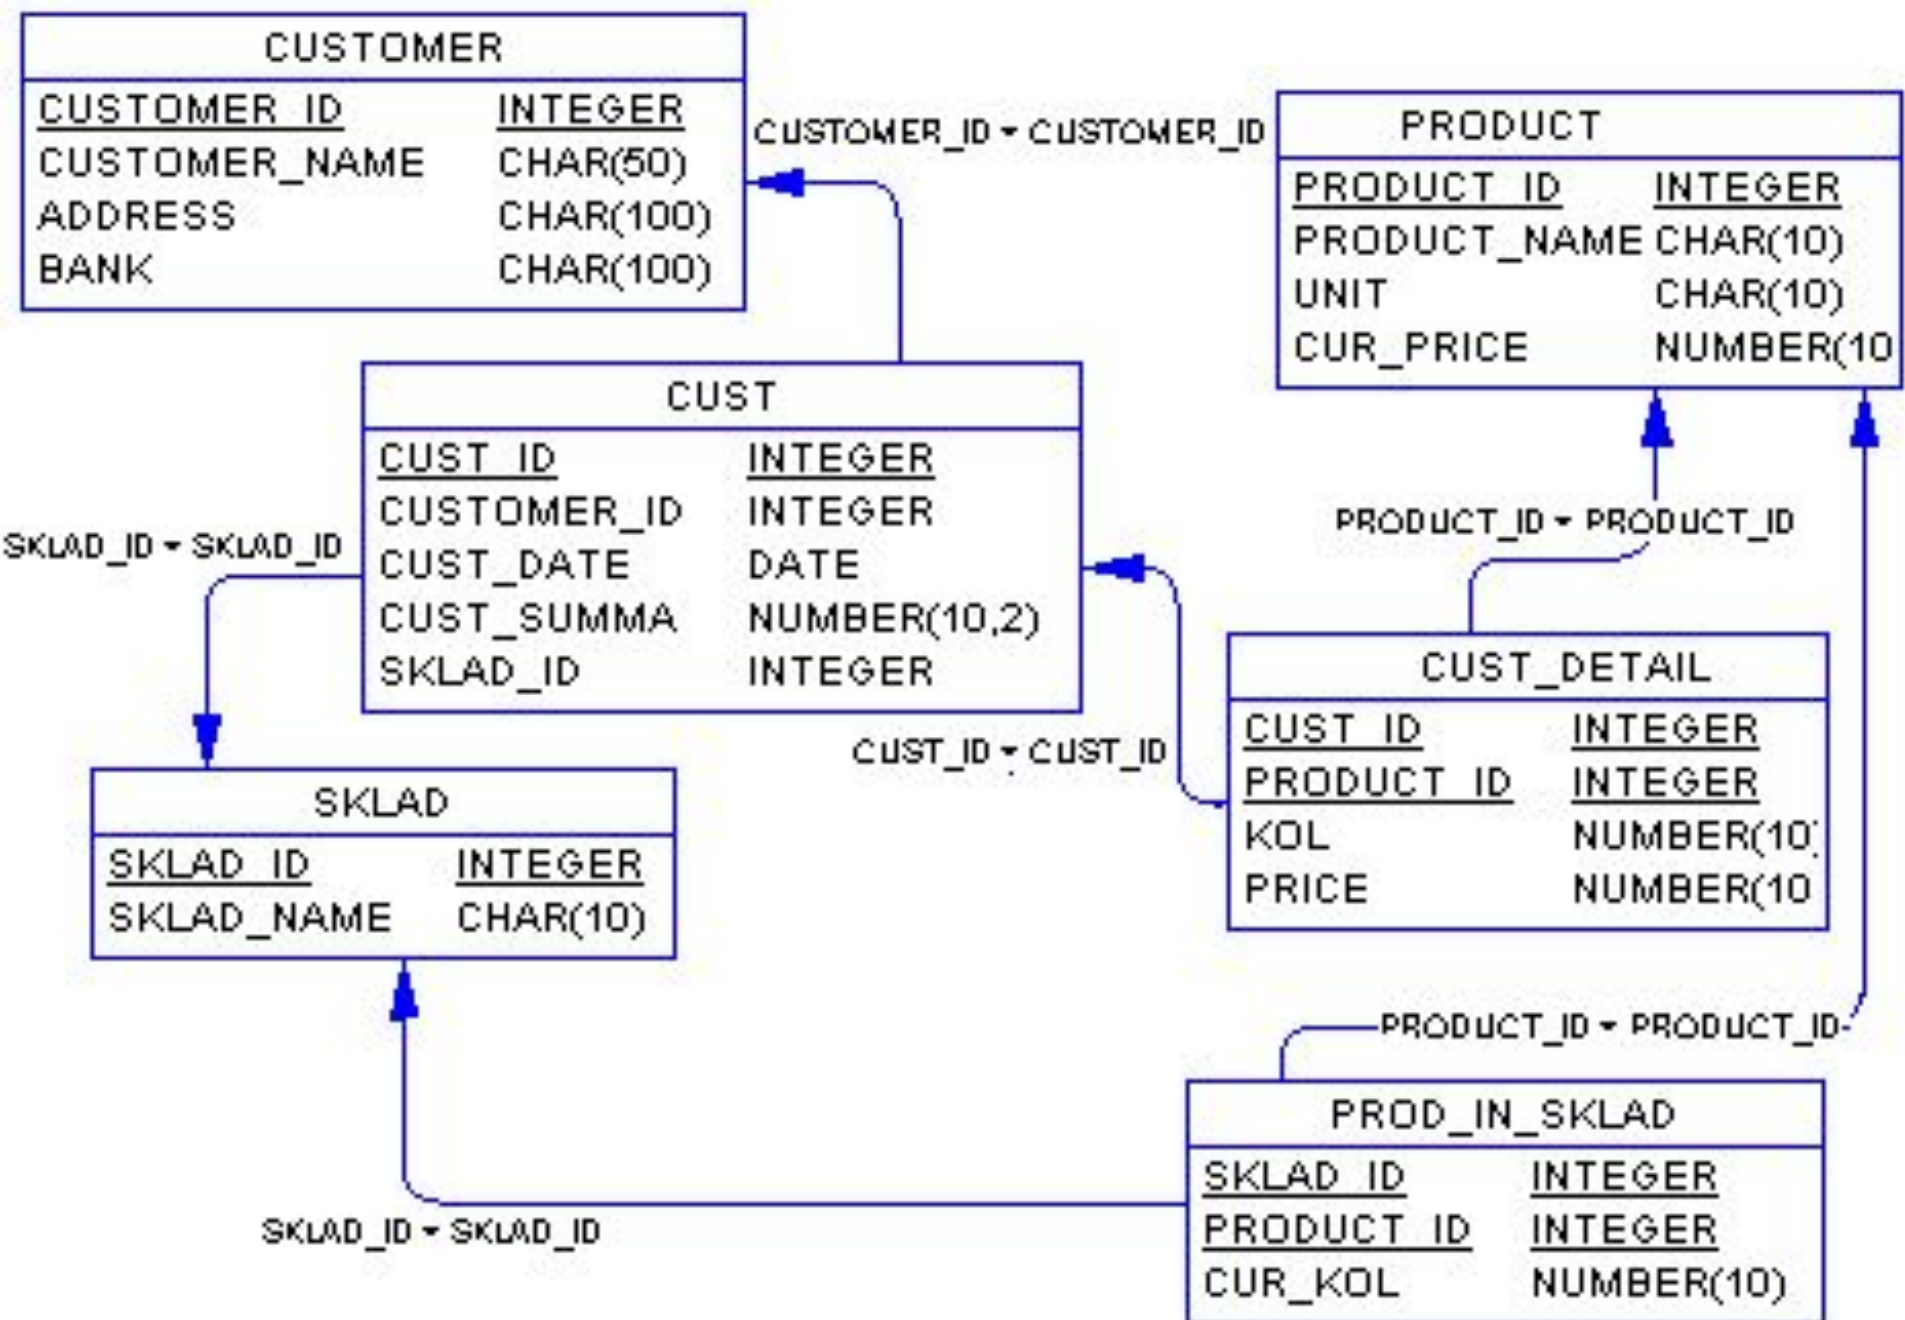 CUSTOMER
CUSTOMER_ID INTEGER
CUSTOMER_NAME CHAR(50)
ADDRESS CHAR(100)
BANK CHAR(100)
CUSTOMER_ID = CUSTOMER_ID
PRODUCT
PRODUCT_ID INTEGER
PRODUCT_NAME CHAR(10)
UNIT CHAR(10)
CUR_PRICE NUMBER(10
CUST
CUST_ID INTEGER
CUSTOMER_ID INTEGER
CUST_DATE DATE
CUST_SUMMA NUMBER(10,2)
SKLAD_ID INTEGER
SKLAD_ID = SKLAD_ID
PRODUCT_ID = PRODUCT_ID
CUST_DETAIL
CUST_ID INTEGER
PRODUCT_ID INTEGER
KOL NUMBER(10)
PRICE NUMBER(10
CUST_ID = CUST_ID
SKLAD
SKLAD_ID INTEGER
SKLAD_NAME CHAR(10)
PRODUCT_ID = PRODUCT_ID
PROD_IN_SKLAD
SKLAD_ID INTEGER
PRODUCT_ID INTEGER
CUR_KOL NUMBER(10)
SKLAD_ID = SKLAD_ID